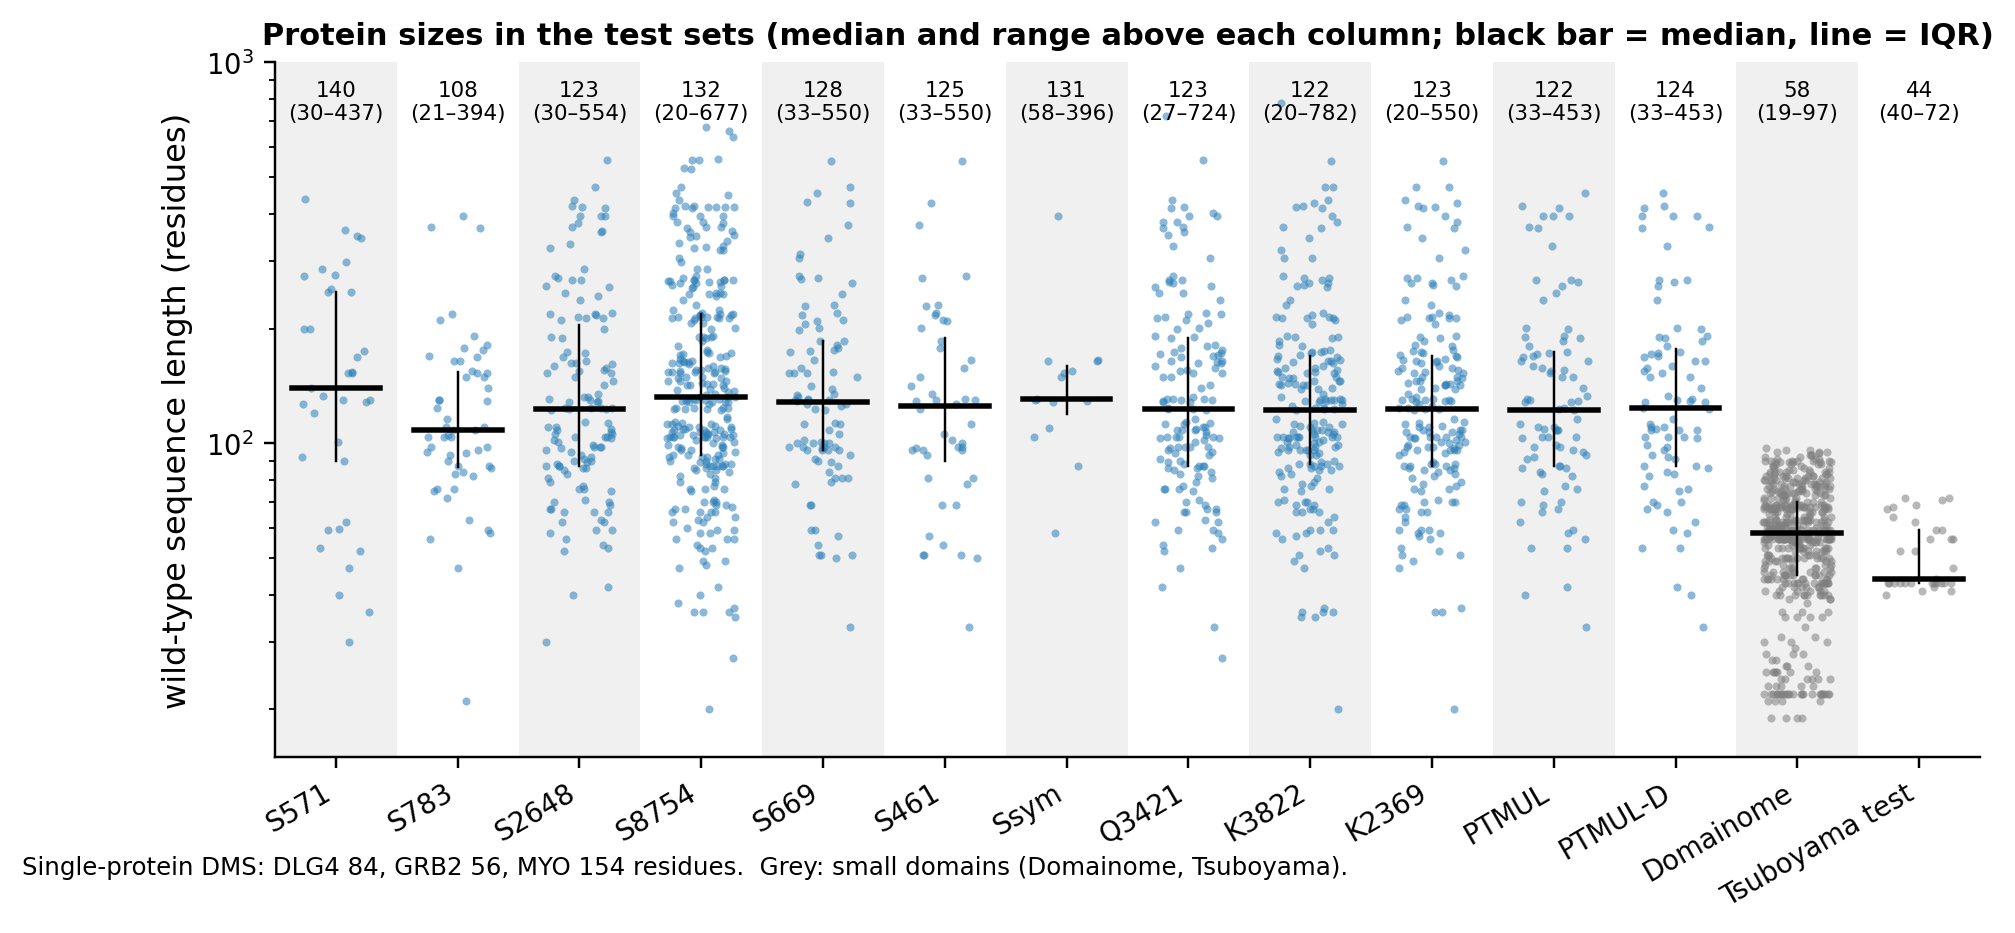 Protein sizes in the test sets (median and range above each column; black bar = median, line = IQR)
10³
10²
wild-type sequence length (residues)
140
(30–437)
108
(21–394)
123
(30–554)
132
(20–677)
128
(33–550)
125
(33–550)
131
(58–396)
123
(27–724)
122
(20–782)
123
(20–550)
122
(33–453)
124
(33–453)
58
(19–97)
44
(40–72)
S571
S783
S2648
S8754
S669
S461
Ssym
Q3421
K3822
K2369
PTMUL
PTMUL-D
Domainome
Tsuboyama test
Single-protein DMS: DLG4 84, GRB2 56, MYO 154 residues.  Grey: small domains (Domainome, Tsuboyama).